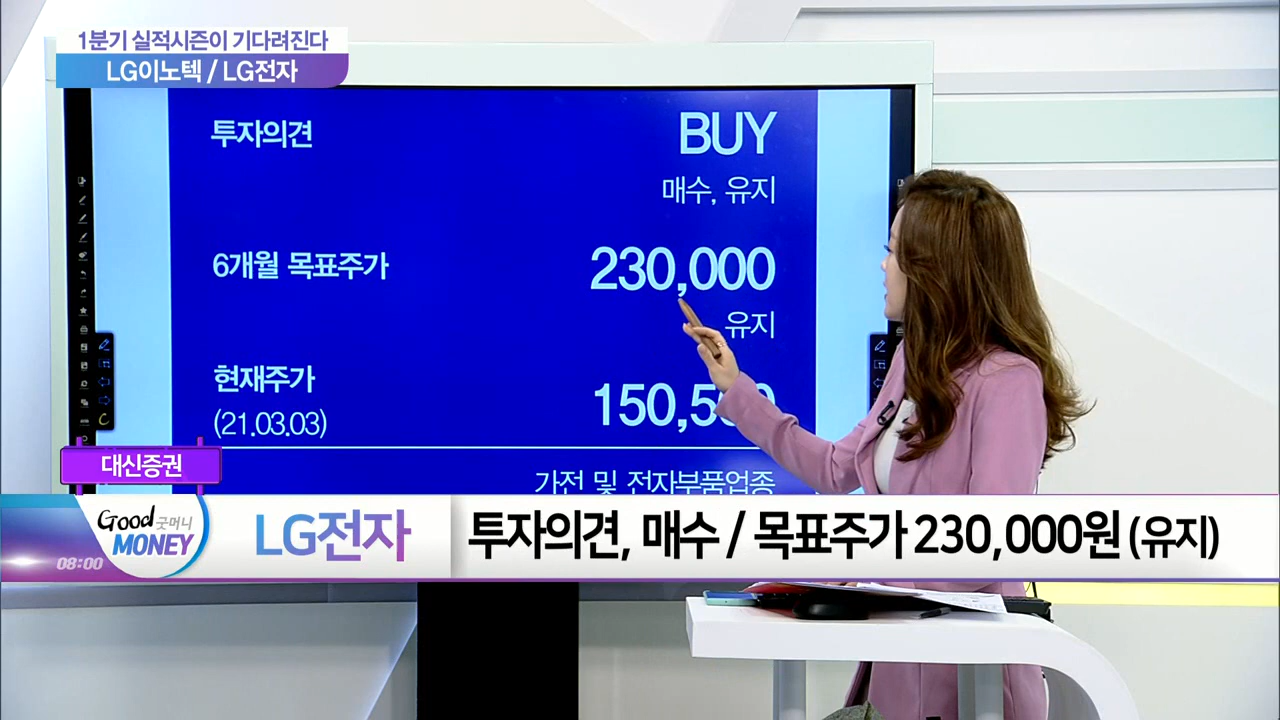 1분기 실적시즌이 기다려진다
LG이노텍 / LG전자
투자의견
BUY
매수, 유지
6개월 목표주가
230,000
유지
현재주가
(21.03.03)
가전 및 전자부품업종
대신증권
Good 굿머니
MONEY
08:00
LG전자
투자의견, 매수 / 목표주가 230,000원 (유지)